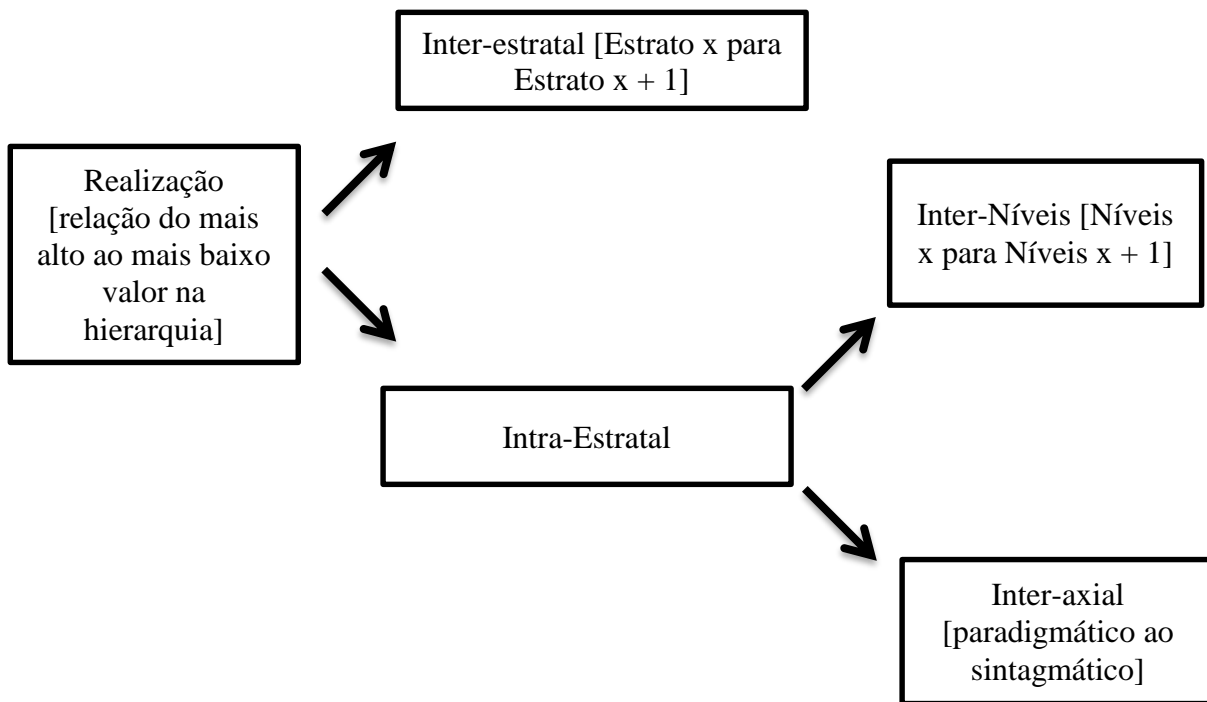 Inter-estratal [Estrato x para
Estrato x + 1]
Realização
[relação do mais
alto ao mais baixo
valor na
hierarquia]
Inter-Níveis [Níveis
x para Níveis x + 1]
Intra-Estratal
Inter-axial
[paradigmático ao
sintagmático]